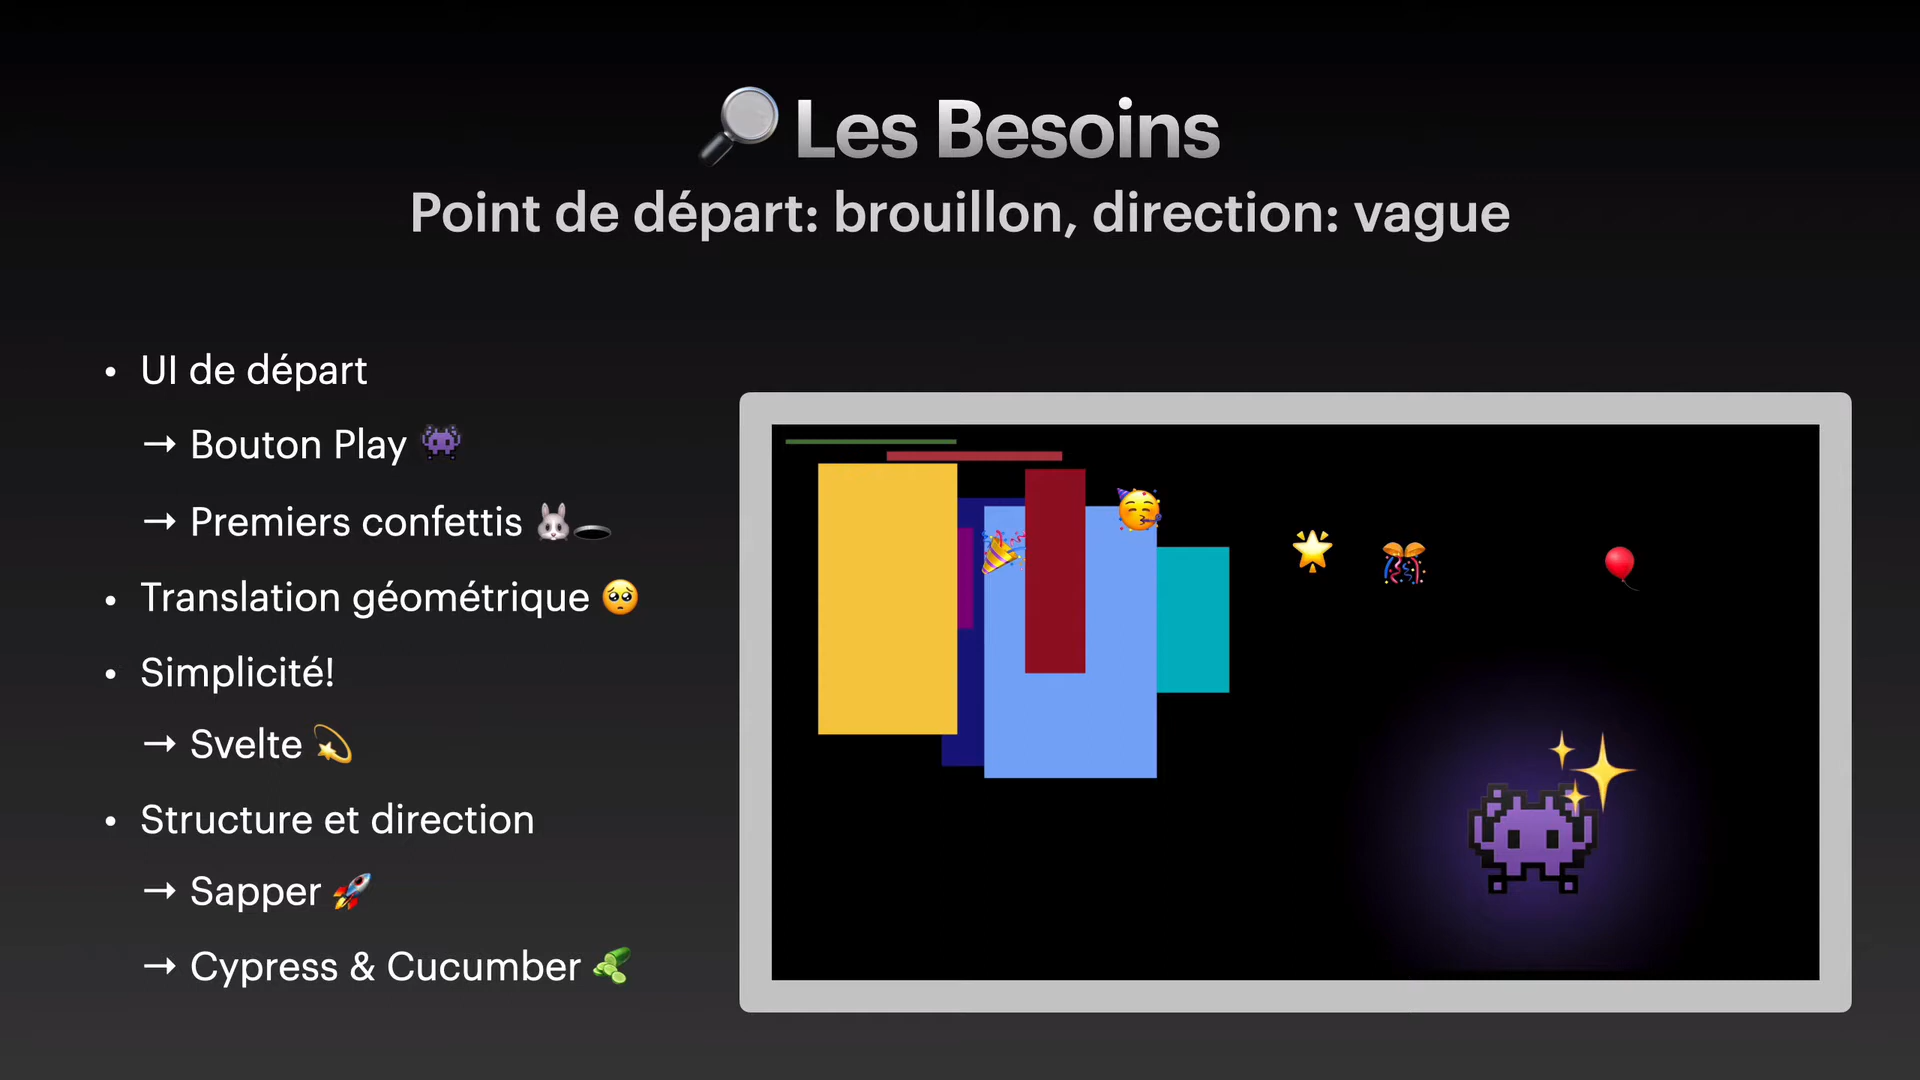 🔎 Les Besoins
Point de départ: brouillon, direction: vague
• UI de départ
→ Bouton Play 👾
→ Premiers confettis 🐰🕳️
• Translation géométrique 🥺
• Simplicité!
→ Svelte 💫
• Structure et direction
→ Sapper 🚀
→ Cypress & Cucumber 🥒